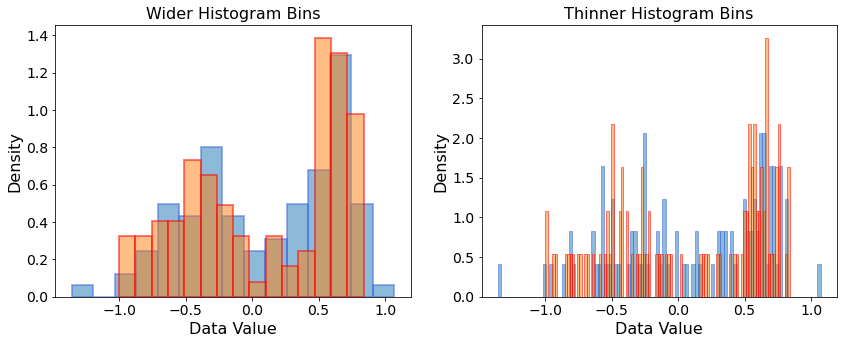 Wider Histogram Bins
Density
1.4
1.2
1.0
0.8
0.6
0.4
0.2
0.0
−1.0 −0.5 0.0 0.5 1.0
Data Value
Thinner Histogram Bins
Density
3.0
2.5
2.0
1.5
1.0
0.5
0.0
−1.0 −0.5 0.0 0.5 1.0
Data Value